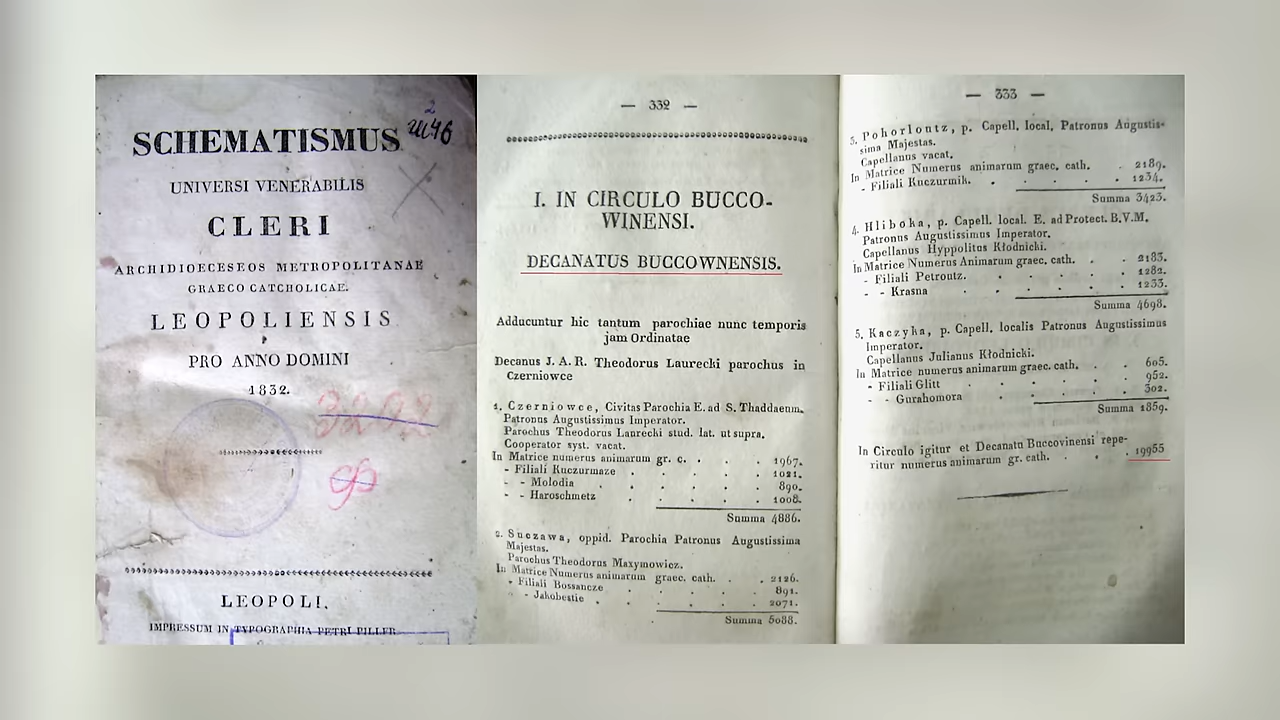 SCHEMATISMUS
UNIVERSI VENERABILIS
CLERI
ARCHIDIOECESEOS METROPOLITANAE
GRAECO CATCHOLICAE.
LEOPOLIENSIS
PRO ANNO DOMINI
1832.
LEOPOLI.
IMPRESSUM IN TYPOGRAPHIA PETRI PILLER
— 332 —
I. IN CIRCULO BUCCO-
WINENSI.
DECANATUS BUCCOWNENSIS.
Adducuntur hic tantum parochiae nunc temporis
jam Ordinatae
Decanus J. A. R. Theodorus Laurecki parochus in
Czerniowce
1. Czerniowce, Civitas Parochia E. ad S. Thaddaeum.
Patronus Augustissimus Imperator.
Parochus Theodorus Laurecki stud. lat. ut supra.
Cooperator syst. vacat.
In Matrice numerus animarum gr. c. . . . 1967.
- Filiali Kuczurmaze . . . . . 1021.
- - Molodia . . . . . 890.
- - Haroschmetz . . . . 1008.
Summa 4886.
2. Suczawa, oppid. Parochia Patronus Augustissima
Majestas.
Parochus Theodorus Maxymowicz.
In Matrice Numerus animarum graec. cath. . . 2126.
- Filiali Bossancze . . . . . 891.
- - Jakobestie . . . . . 2071.
Summa 5088.
— 333 —
3. Pohorloutz, p. Capell. local, Patronus Augustis-
sima Majestas.
Capellanus vacat.
In Matrice Numerus animarum graec. cath. . 2189.
- Filiali Kuczurmik. . . . . . 1234.
Summa 3423.
4. Hliboka, p. Capell. local. E. ad Protect. B.V.M.
Patronus Augustissimus Imperator.
Capellanus Hyppolitus Kłodnicki.
In Matrice Numerus Animarum graec. cath. . . 2183.
- Filiali Petroutz. . . . . . 1282.
- - Krasna . . . . . 1233.
Summa 4698.
5. Kaczyka, p. Capell. localis Patronus Augustissimus
Imperator.
Capellanus Julianus Kłodnicki.
In Matrice numerus animarum graec. cath. . . 605.
- Filiali Glitt . . . . . 952.
- - Gurahomora . . . . 302.
Summa 1859.
In Circulo igitur et Decanatu Buccovinensi repe-
ritur numerus animarum gr. cath. . . . 19955